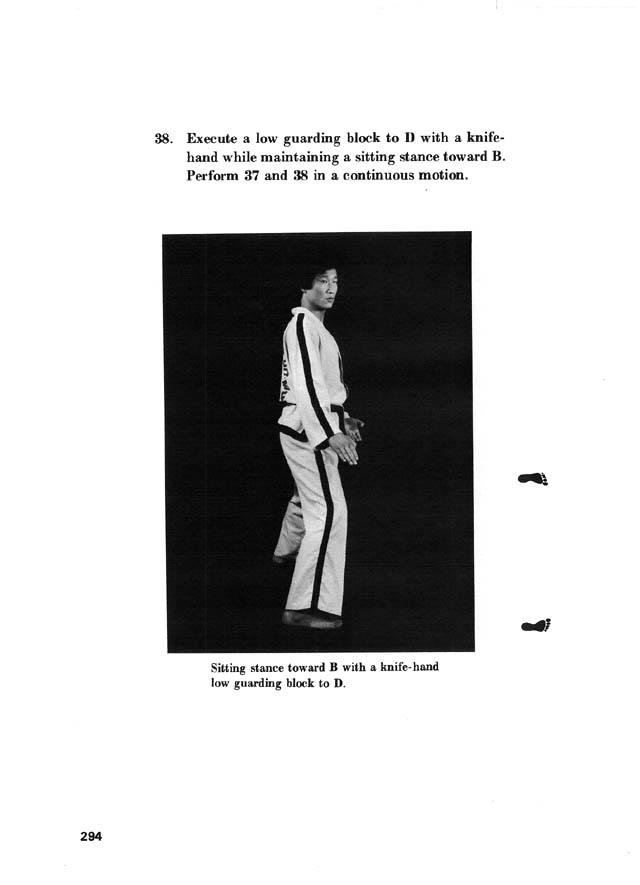 38. Execute a low guarding block to D with a knife-
hand while maintaining a sitting stance toward B.
Perform 37 and 38 in a continuous motion.
Sitting stance toward B with a knife-hand
low guarding block to D.
294